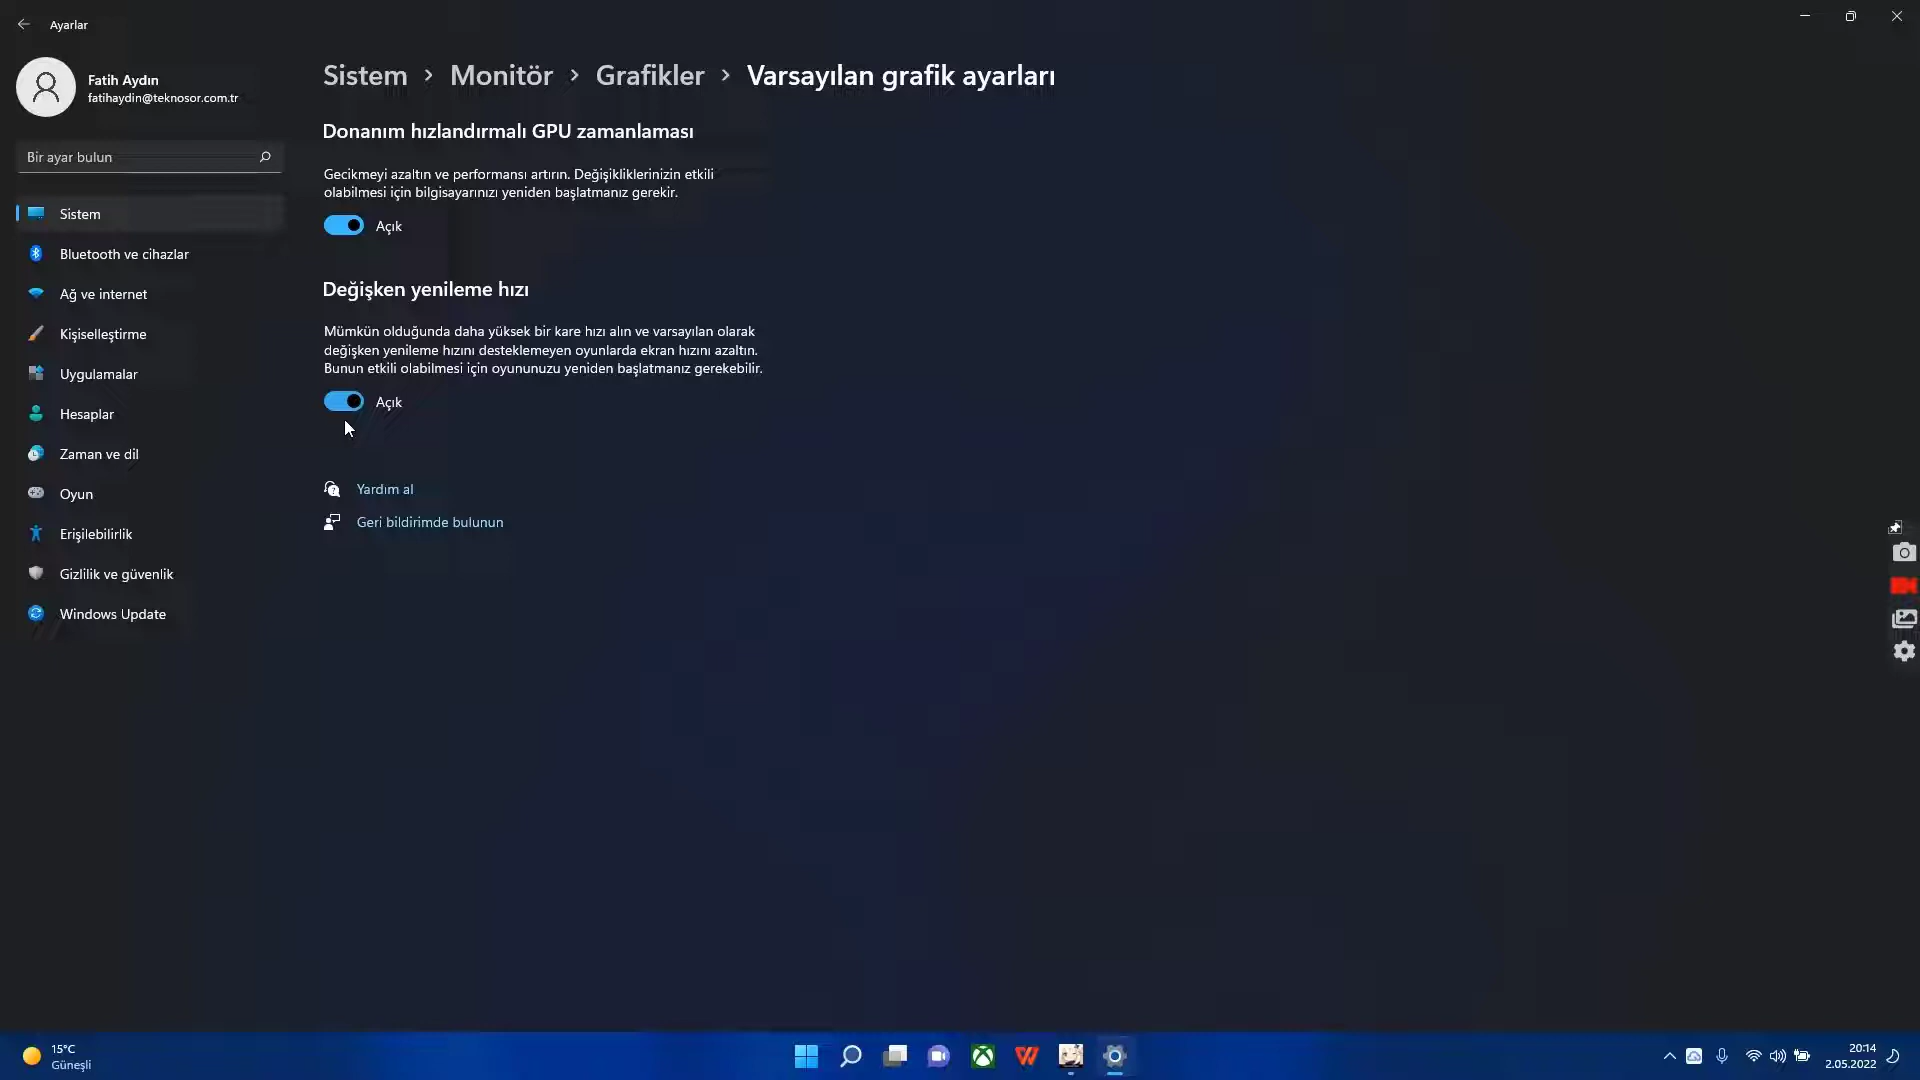 Ayarlar
Fatih Aydın
fatihaydin@teknosor.com.tr
Bir ayar bulun
Sistem
Bluetooth ve cihazlar
Ağ ve internet
Kişiselleştirme
Uygulamalar
Hesaplar
Zaman ve dil
Oyun
Erişilebilirlik
Gizlilik ve güvenlik
Windows Update
Sistem > Monitör > Grafikler > Varsayılan grafik ayarları
Donanım hızlandırmalı GPU zamanlaması
Gecikmeyi azaltın ve performansı artırın. Değişikliklerinizin etkili
olabilmesi için bilgisayarınızı yeniden başlatmanız gerekir.
Açık
Değişken yenileme hızı
Mümkün olduğunda daha yüksek bir kare hızı alın ve varsayılan olarak
değişken yenileme hızını desteklemeyen oyunlarda ekran hızını azaltın.
Bunun etkili olabilmesi için oyununuzu yeniden başlatmanız gerekebilir.
Açık
Yardım al
Geri bildirimde bulunun
15°C
Güneşli
20:14
2.05.2022